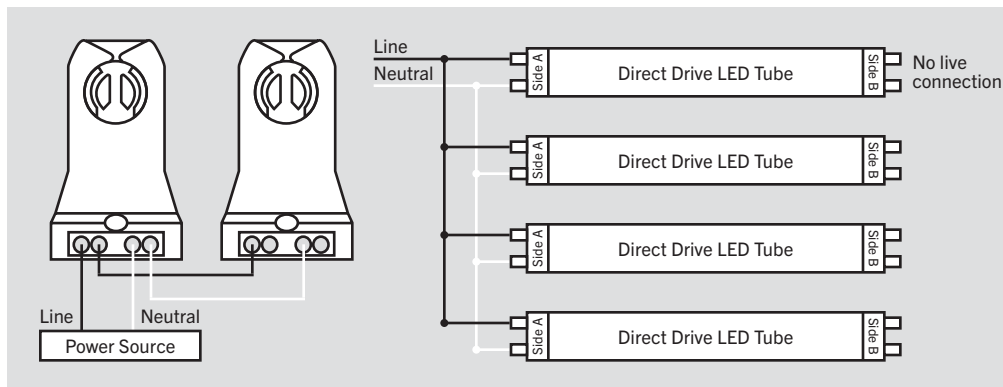 Line
Neutral
Power Source
Line
Neutral
Side A
Direct Drive LED Tube
Side B
No live
connection
Side A
Direct Drive LED Tube
Side B
Side A
Direct Drive LED Tube
Side B
Side A
Direct Drive LED Tube
Side B